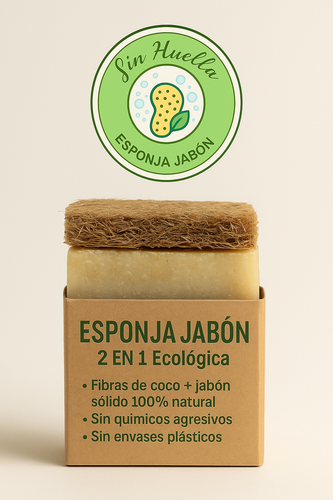 Sin Huella
ESPONJA JABÓN
ESPONJA JABÓN
2 EN 1 Ecológica
• Fibras de coco + jabón
sólido 100% natural
• Sin quimicos agresivos
• Sin envases plásticos